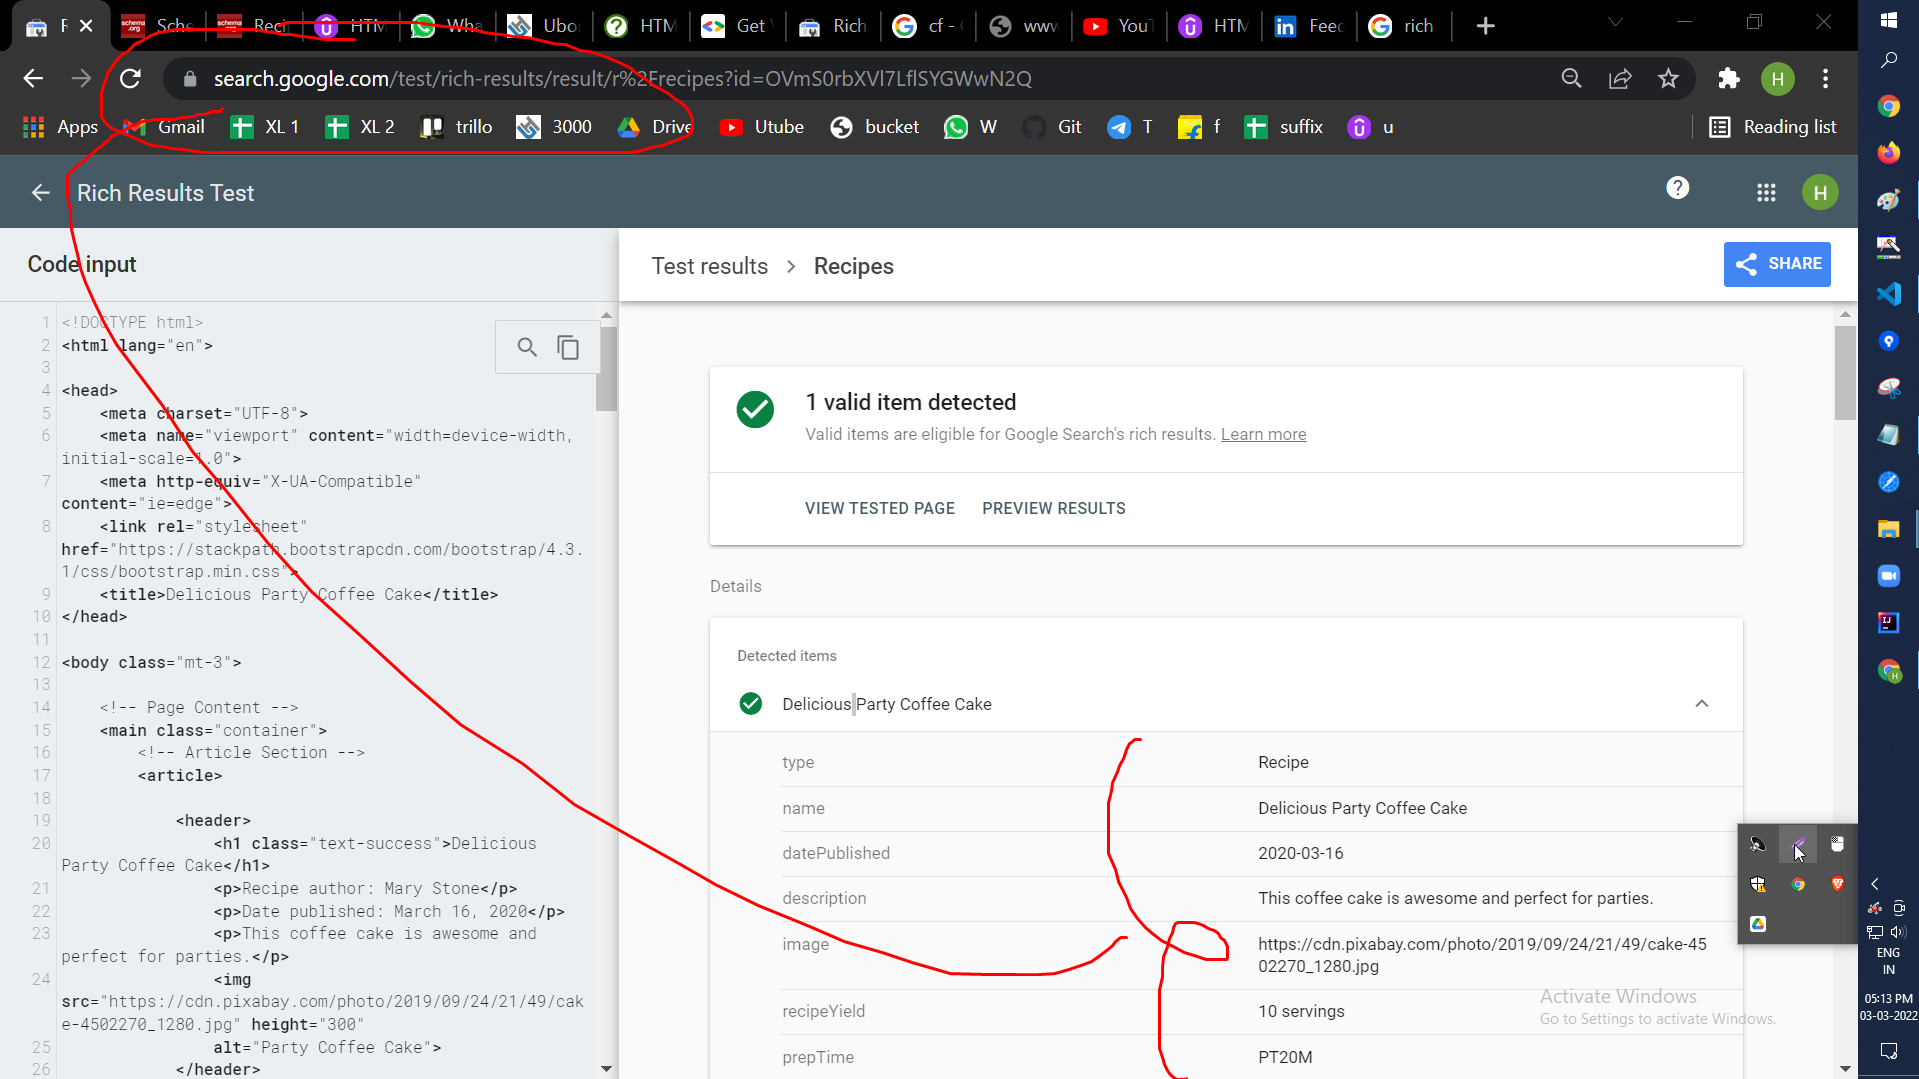 F
Sche
Reci
HTM
Wha
Ubo
HTM
Get
Rich
cf -
www
YouT
HTM
Feec
rich
search.google.com/test/rich-results/result/r%2Frecipes?id=OVmS0rbXVl7LflSYGWwN2Q
H
Apps
Gmail
XL 1
XL 2
trillo
3000
Drive
Utube
bucket
W
Git
T
f
suffix
u
Reading list
Rich Results Test
H
Code input
1 <!DOCTYPE html>
2 <html lang="en">
3
4 <head>
5 <meta charset="UTF-8">
6 <meta name="viewport" content="width=device-width,
initial-scale=1.0">
7 <meta http-equiv="X-UA-Compatible"
content="ie=edge">
8 <link rel="stylesheet"
href="https://stackpath.bootstrapcdn.com/bootstrap/4.3.
1/css/bootstrap.min.css">
9 <title>Delicious Party Coffee Cake</title>
10 </head>
11
12 <body class="mt-3">
13
14 <!-- Page Content -->
15 <main class="container">
16 <!-- Article Section -->
17 <article>
18
19 <header>
20 <h1 class="text-success">Delicious
Party Coffee Cake</h1>
21 <p>Recipe author: Mary Stone</p>
22 <p>Date published: March 16, 2020</p>
23 <p>This coffee cake is awesome and
perfect for parties.</p>
24 <img
src="https://cdn.pixabay.com/photo/2019/09/24/21/49/cak
e-4502270_1280.jpg" height="300"
25 alt="Party Coffee Cake">
26 </header>
Test results > Recipes
SHARE
1 valid item detected
Valid items are eligible for Google Search's rich results. Learn more
VIEW TESTED PAGE PREVIEW RESULTS
Details
Detected items
Delicious Party Coffee Cake
type Recipe
name Delicious Party Coffee Cake
datePublished 2020-03-16
description This coffee cake is awesome and perfect for parties.
image https://cdn.pixabay.com/photo/2019/09/24/21/49/cake-45
02270_1280.jpg
recipeYield 10 servings
prepTime PT20M
Activate Windows
Go to Settings to activate Windows.
ENG
IN
05:13 PM
03-03-2022